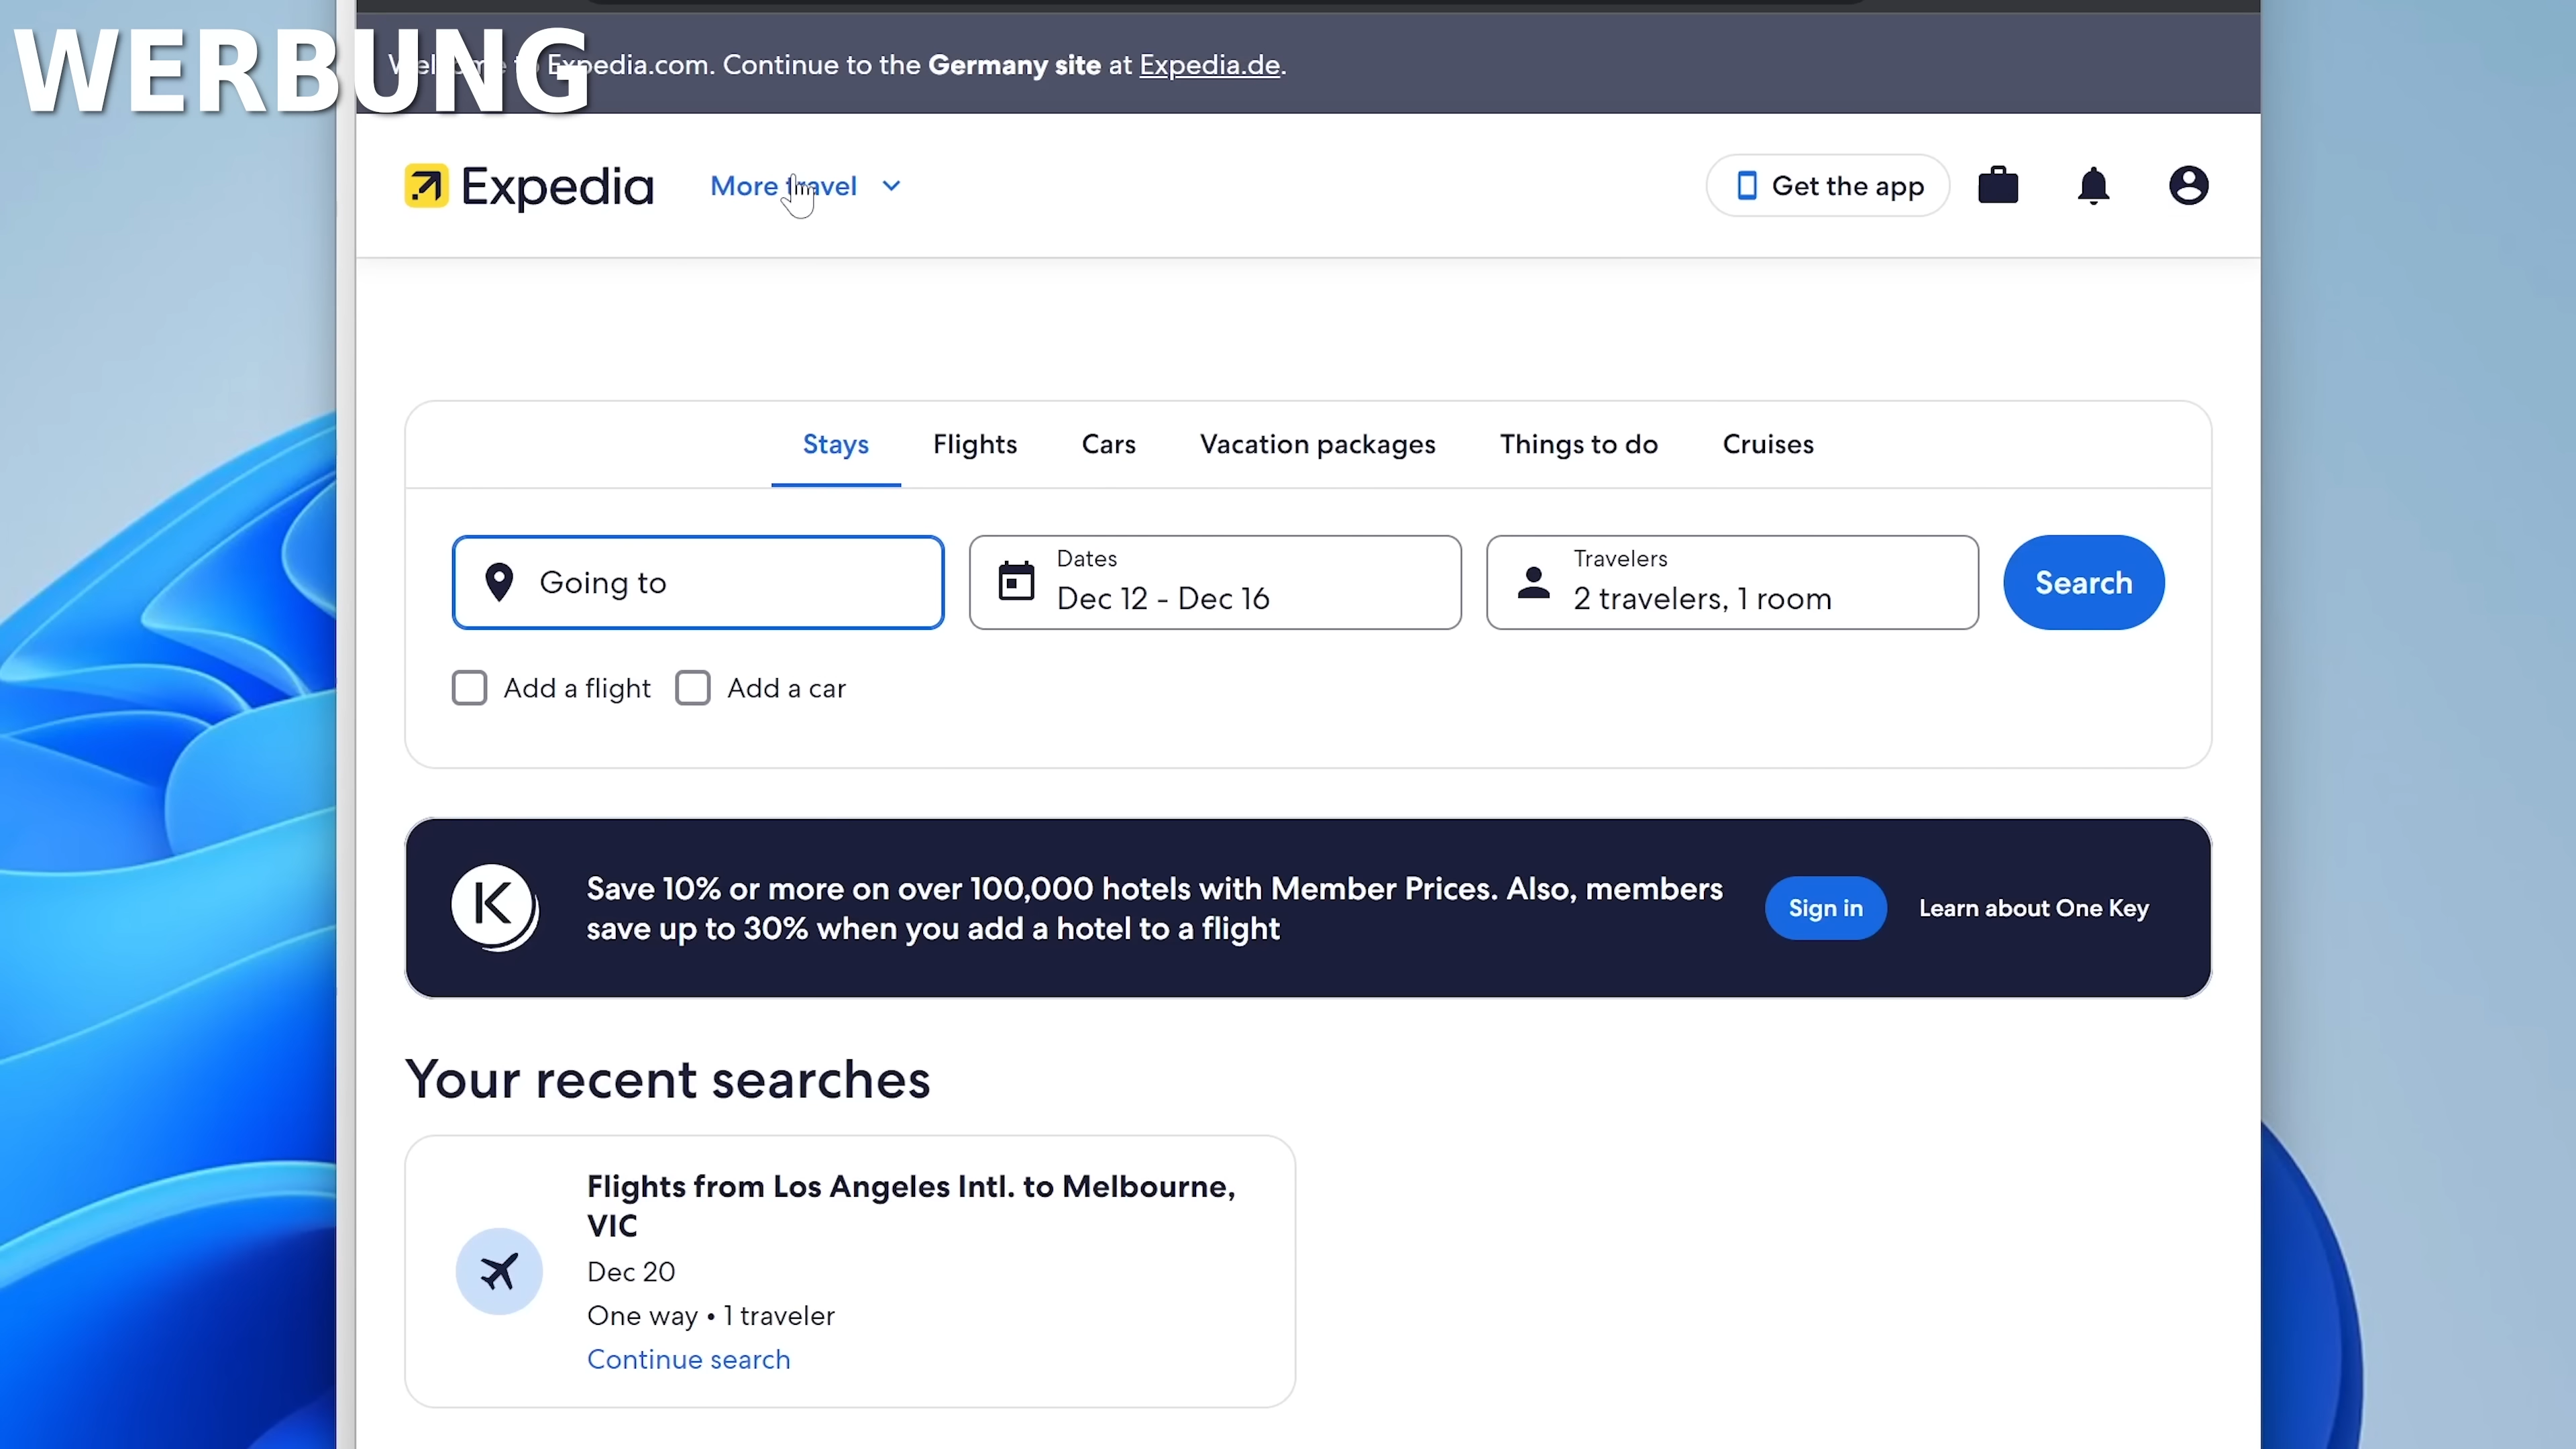 WERBUNG
Welcome to Expedia.com. Continue to the Germany site at Expedia.de.
Expedia
More travel
Get the app
Stays Flights Cars Vacation packages Things to do Cruises
Going to
Dates
Dec 12 - Dec 16
Travelers
2 travelers, 1 room
Search
Add a flight Add a car
K
Save 10% or more on over 100,000 hotels with Member Prices. Also, members
save up to 30% when you add a hotel to a flight
Sign in
Learn about One Key
Your recent searches
Flights from Los Angeles Intl. to Melbourne,
VIC
Dec 20
One way • 1 traveler
Continue search